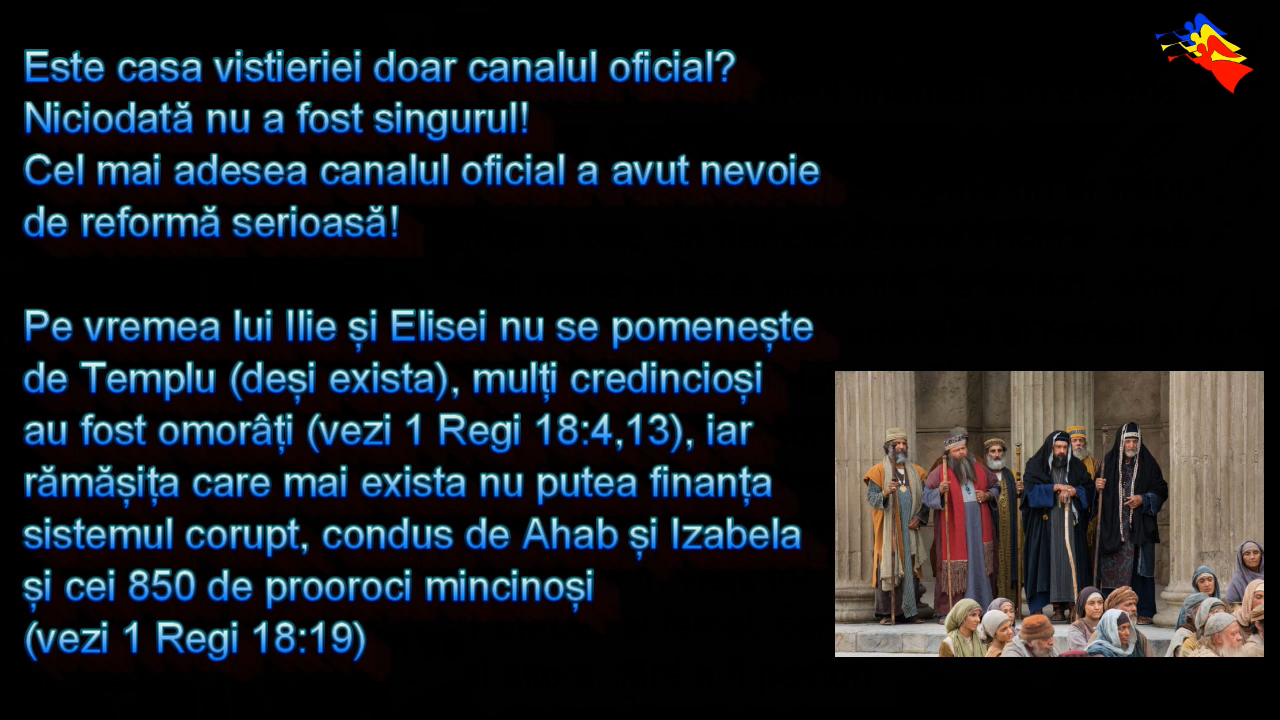 Este casa vistieriei doar canalul oficial?
Niciodată nu a fost singurul!
Cel mai adesea canalul oficial a avut nevoie
de reformă serioasă!
Pe vremea lui Ilie și Elisei nu se pomenește
de Templu (deși exista), mulți credincioși
au fost omorâți (vezi 1 Regi 18:4,13), iar
rămășița care mai exista nu putea finanța
sistemul corupt, condus de Ahab și Izabela
și cei 850 de prooroci mincinoși
(vezi 1 Regi 18:19)